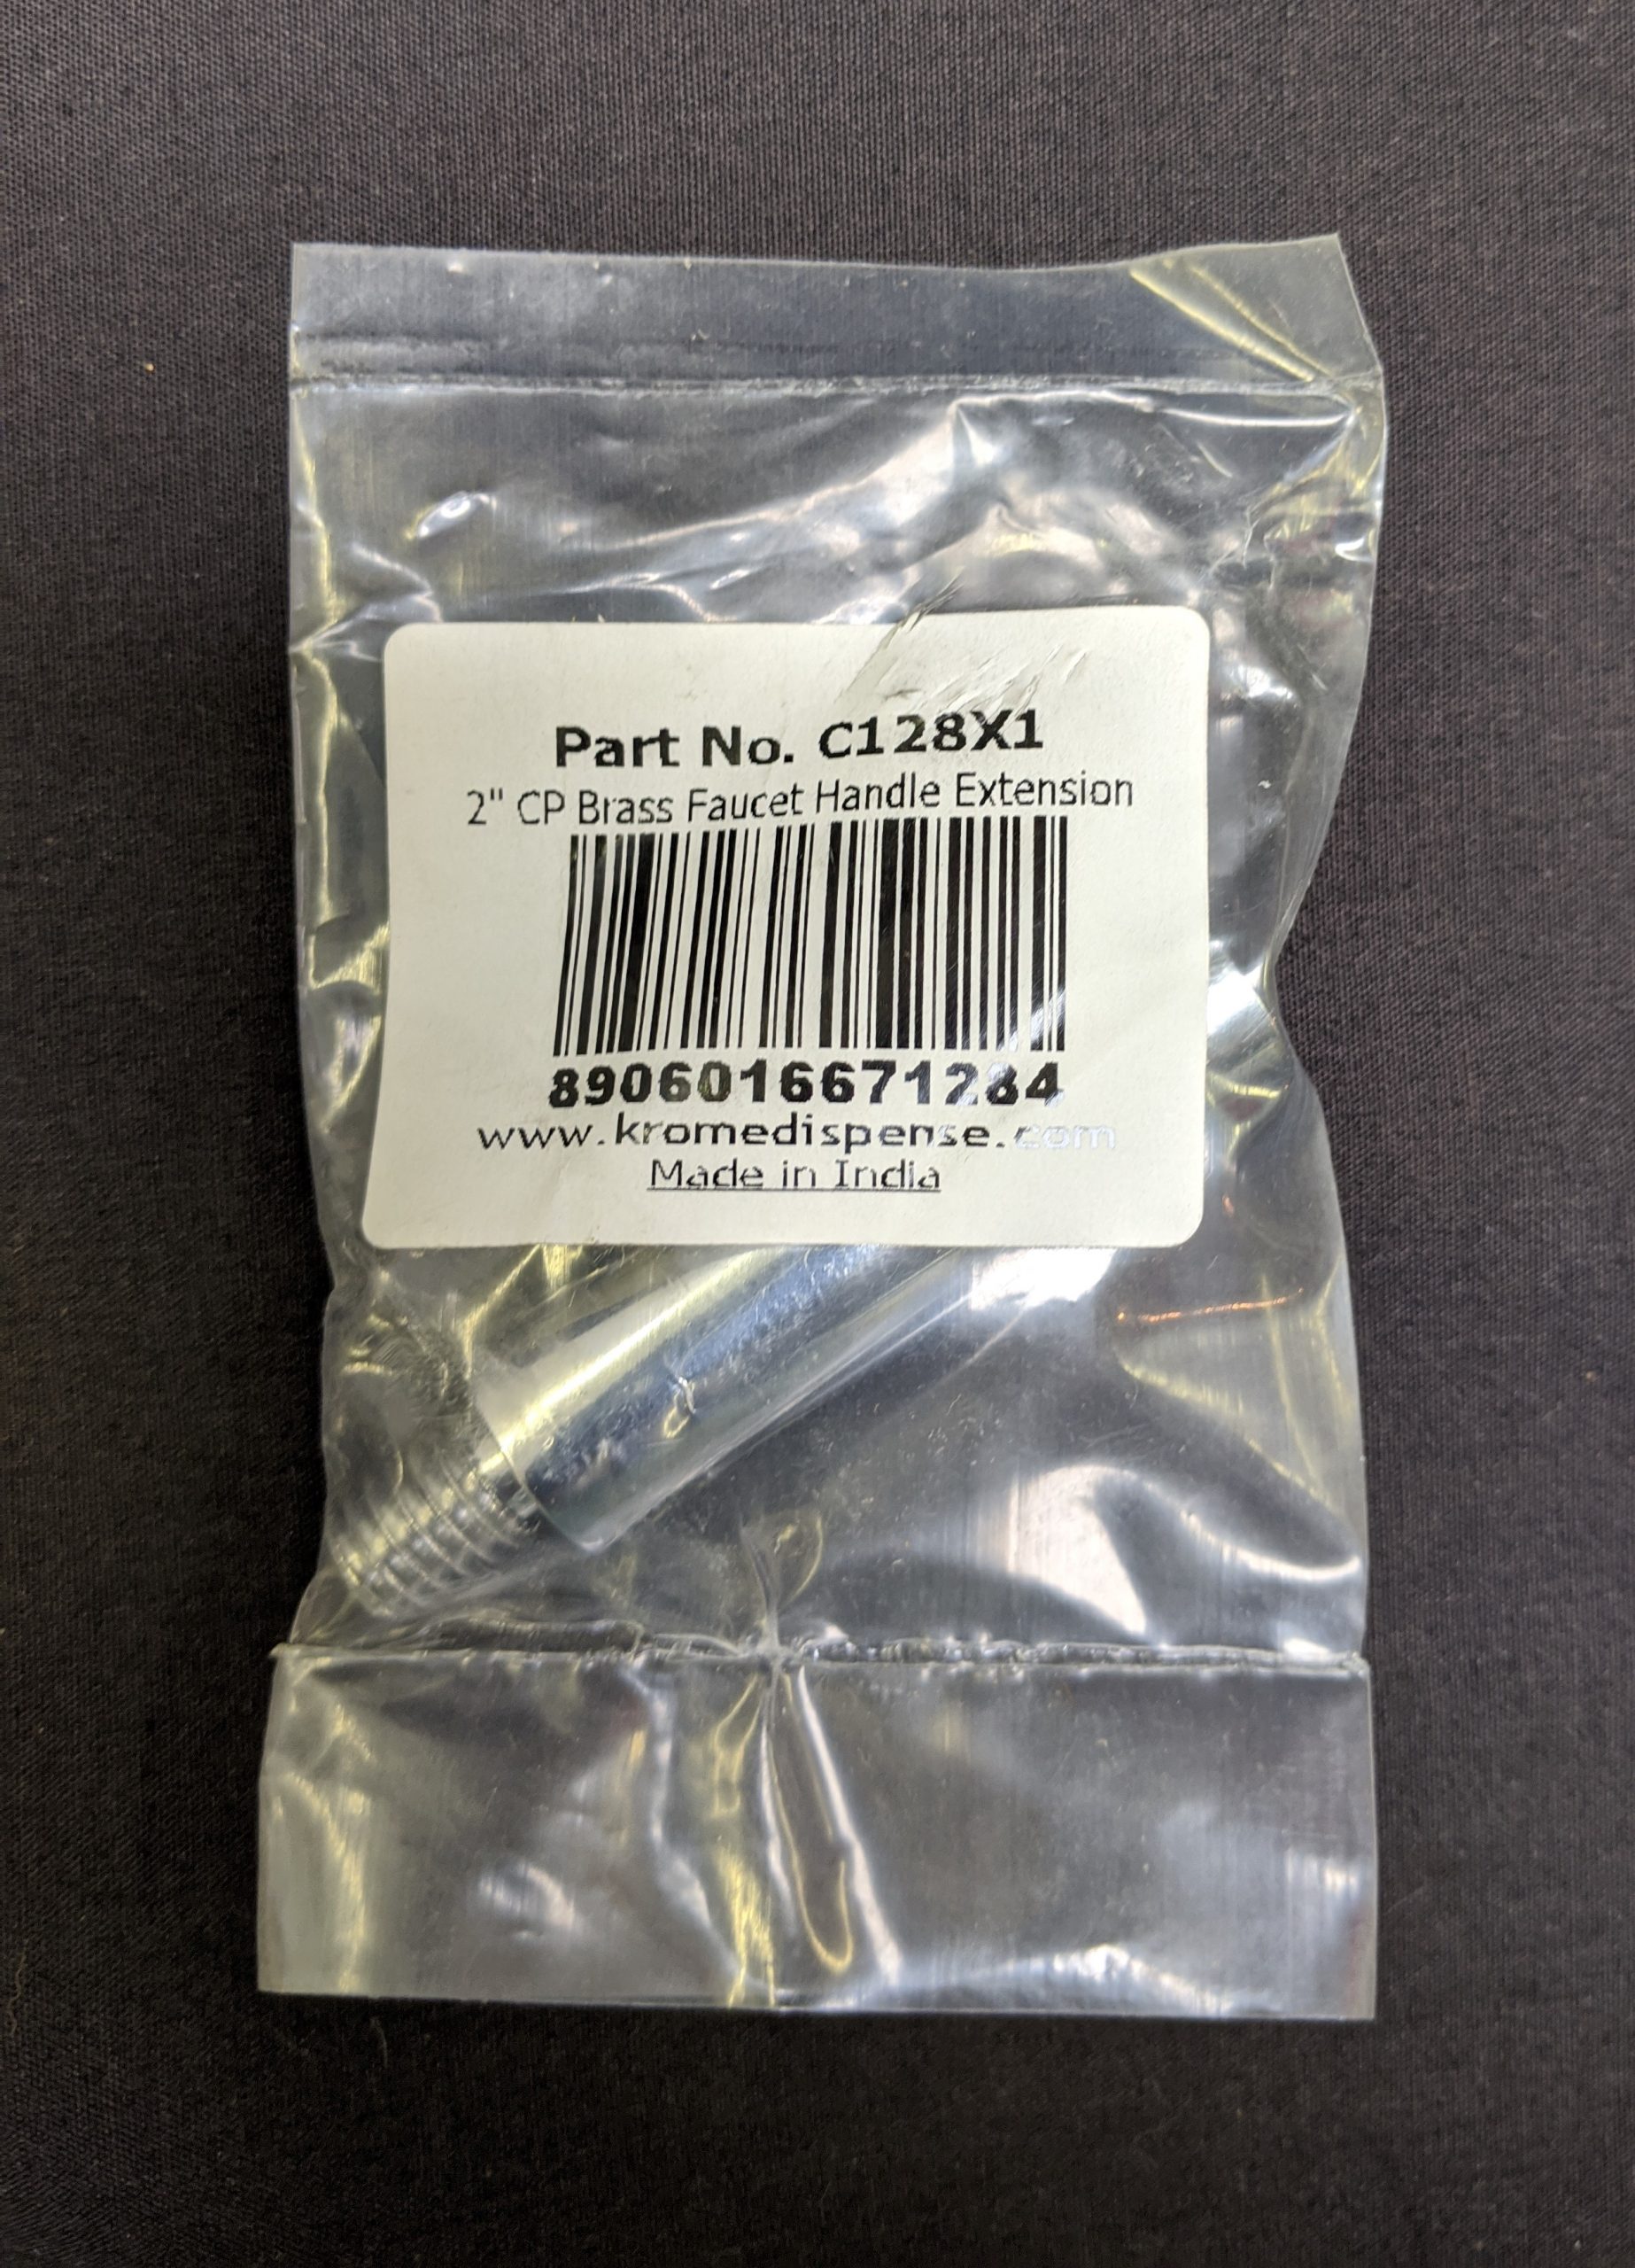 Part No. C128X1
2" CP Brass Faucet Handle Extension
8906016671284
www.kromedispense.com
Made in India